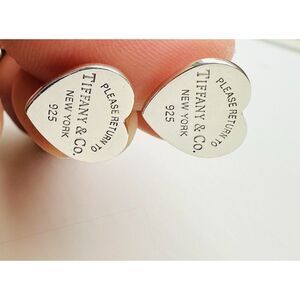 PLEASE RETURN TO
TIFFANY & CO.
NEW YORK
925
PLEASE RETURN TO
TIFFANY & CO.
NEW YORK
925